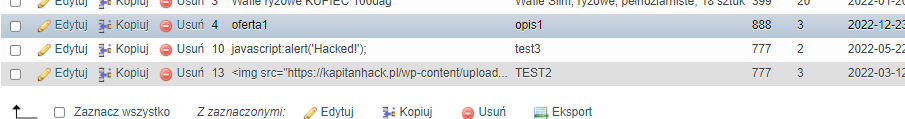 Edytuj Kopiuj Usuń 3 Wafle ryżowe KUPIEC 100dag Wafle Slim, ryżowe, pełnoziarniste, 18 sztuk 399 20 2022-01-20
Edytuj Kopiuj Usuń 4 oferta1 opis1 888 3 2022-12-23
Edytuj Kopiuj Usuń 10 javascript:alert('Hacked!'); test3 777 2 2022-05-22
Edytuj Kopiuj Usuń 13 <img src="https://kapitanhack.pl/wp-content/upload... TEST2 777 3 2022-03-12
Zaznacz wszystko Z zaznaczonymi: Edytuj Kopiuj Usuń Eksport